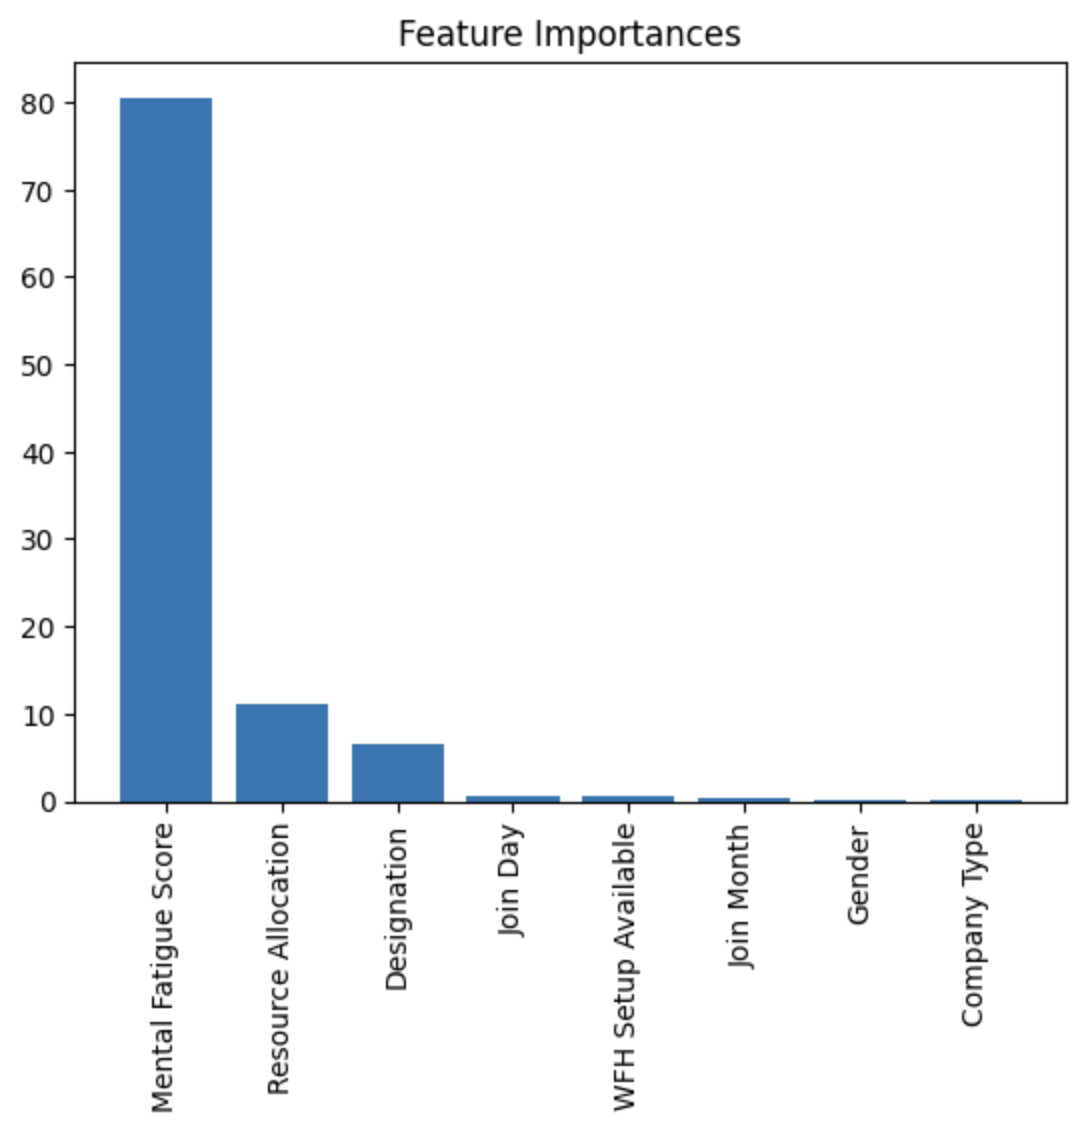 Feature Importances
80
70
60
50
40
30
20
10
0
Mental Fatigue Score
Resource Allocation
Designation
Join Day
WFH Setup Available
Join Month
Gender
Company Type